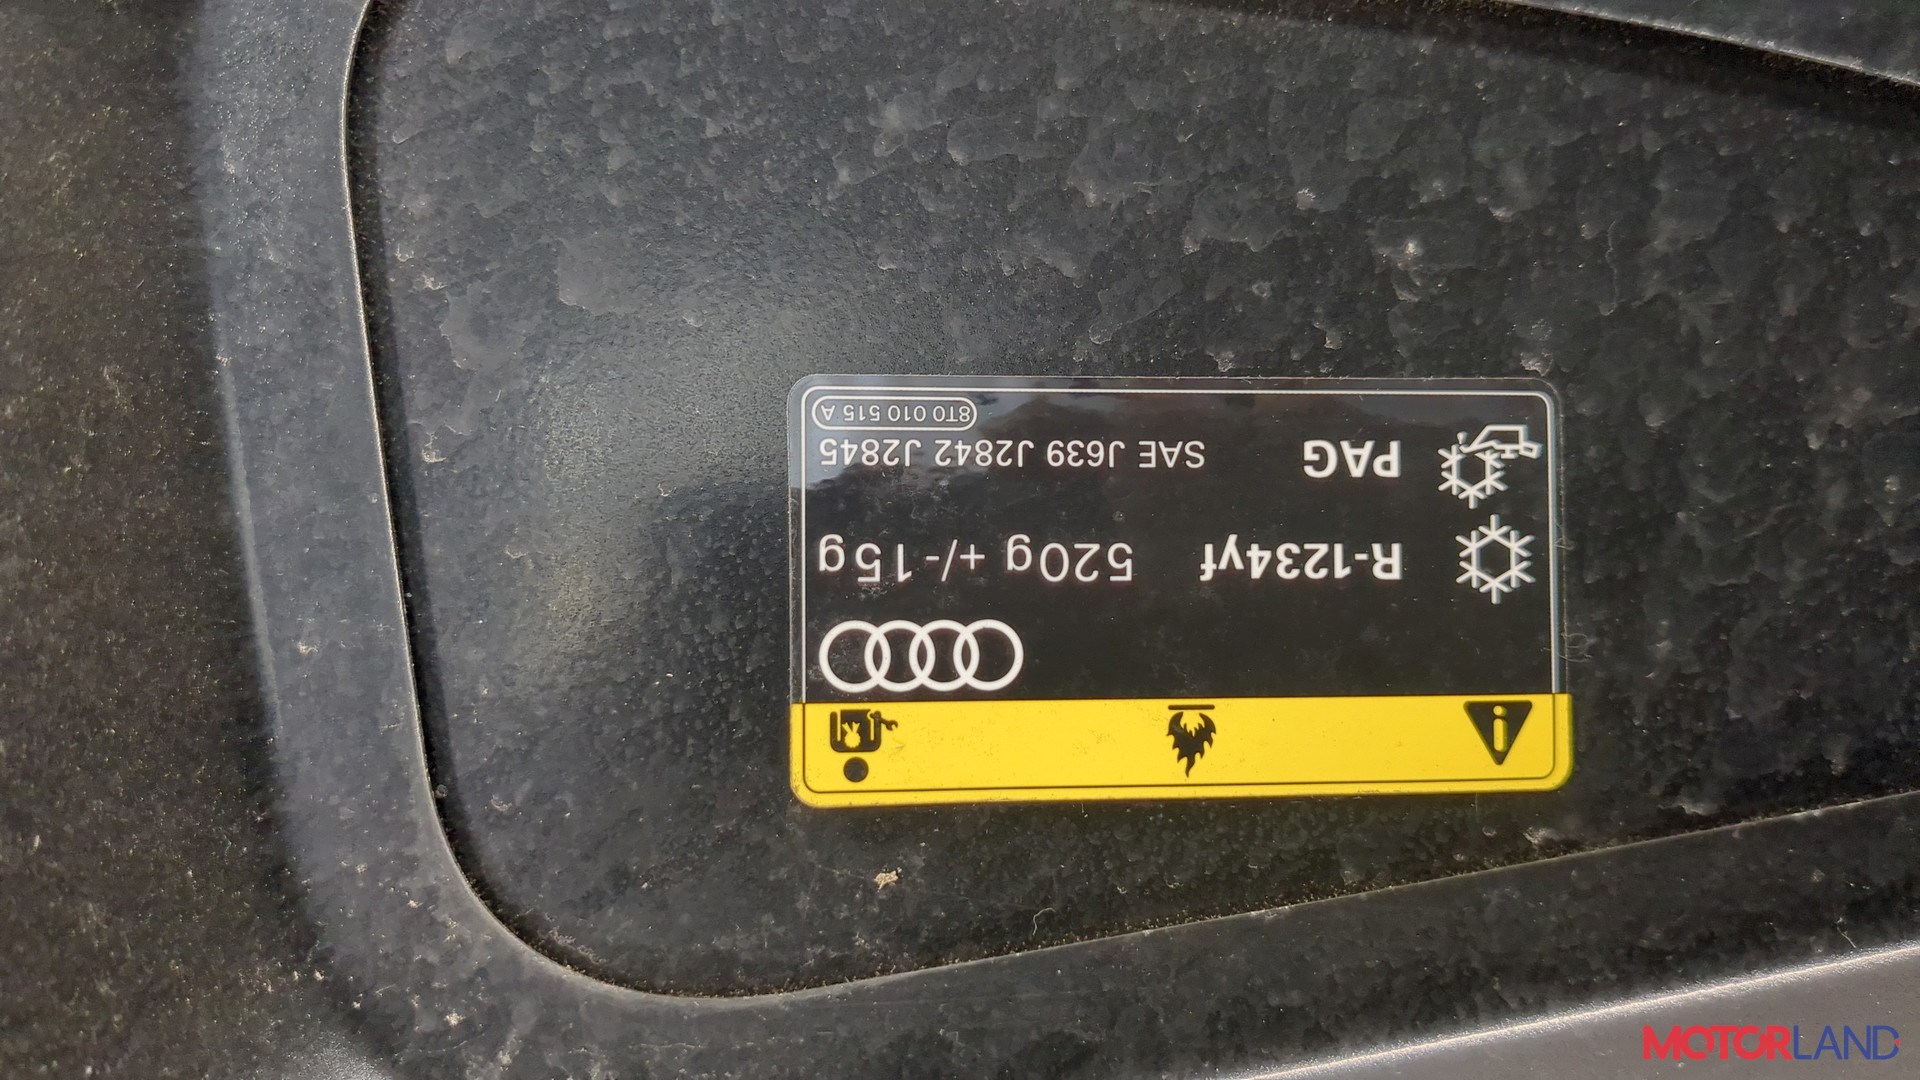 R-1234yf 520g +/-15g
PAG SAE J639 J2842 J2845
8T0 010 515 A
MOTORLAND